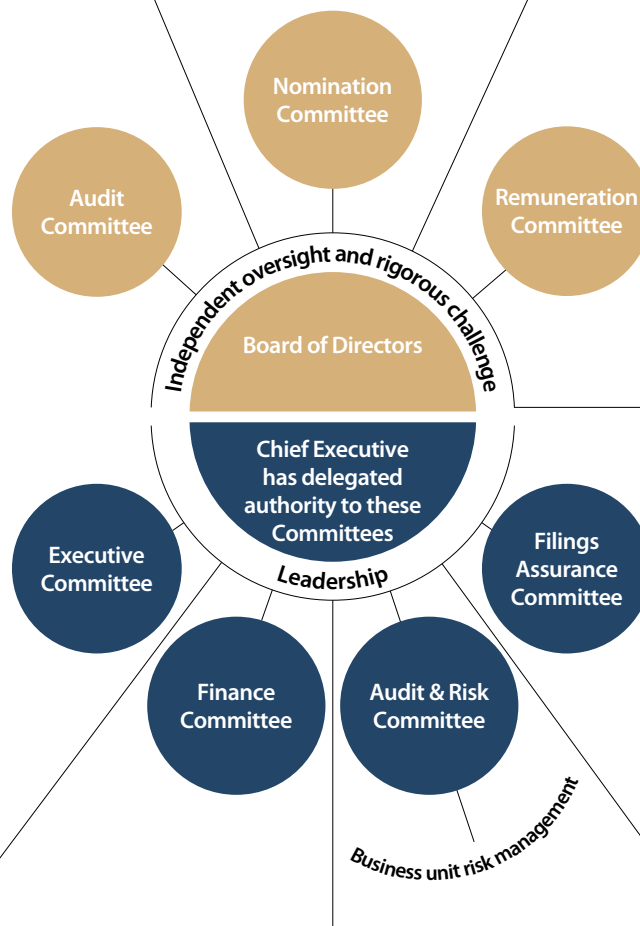 Nomination
Committee
Audit
Committee
Remuneration
Committee
Independent oversight and rigorous challenge
Board of Directors
Chief Executive
has delegated
authority to these
Committees
Leadership
Executive
Committee
Filings
Assurance
Committee
Finance
Committee
Audit & Risk
Committee
Business unit risk management